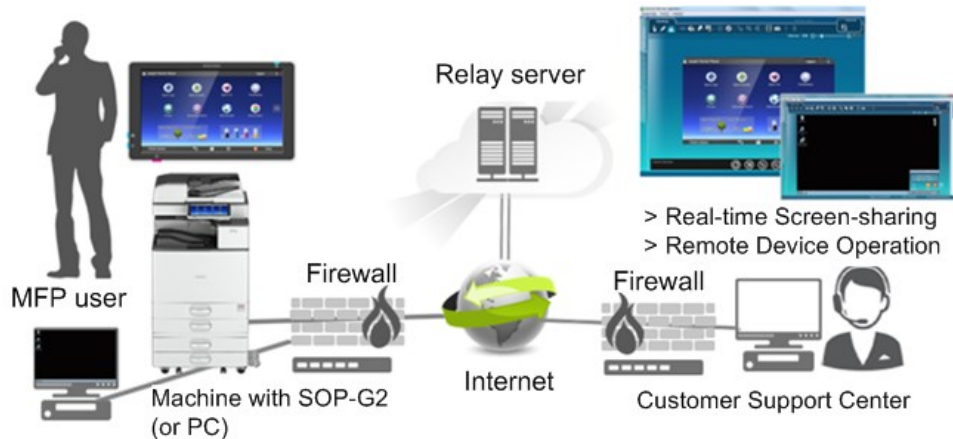 Relay server
> Real-time Screen-sharing
> Remote Device Operation
MFP user
Firewall
Firewall
Internet
Machine with SOP-G2
(or PC)
Customer Support Center